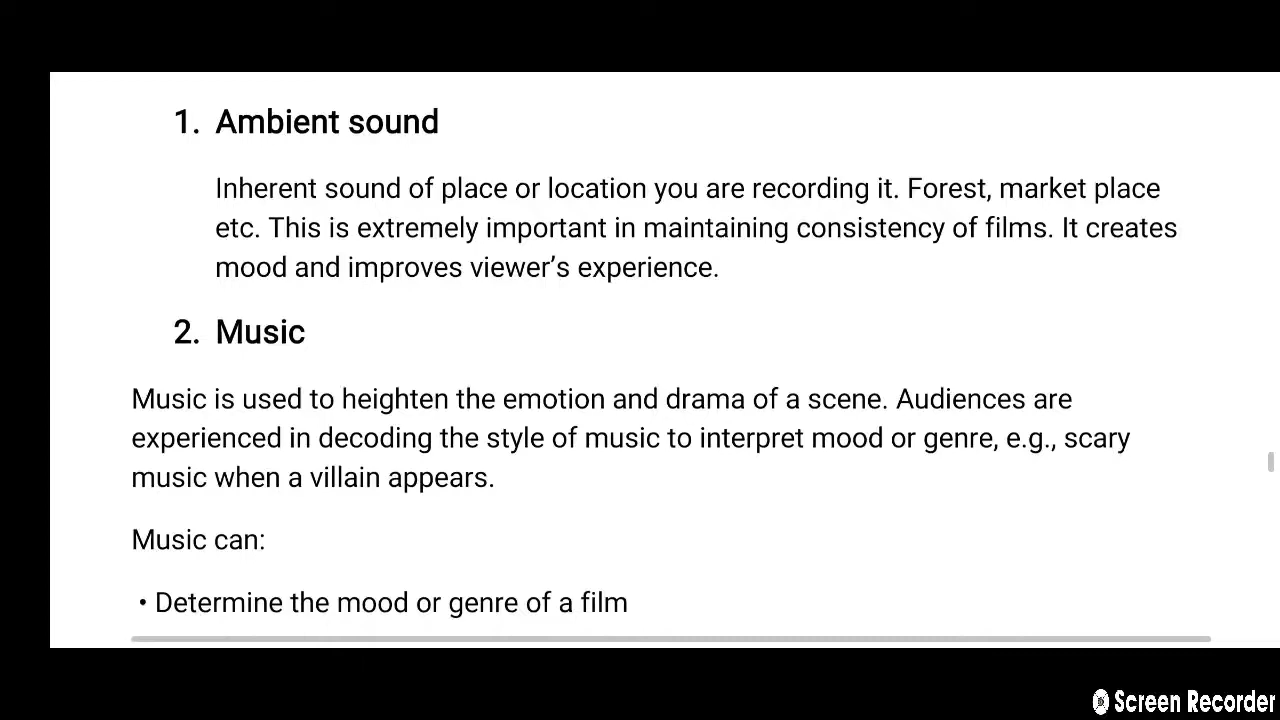 1. Ambient sound
Inherent sound of place or location you are recording it. Forest, market place
etc. This is extremely important in maintaining consistency of films. It creates
mood and improves viewer’s experience.
2. Music
Music is used to heighten the emotion and drama of a scene. Audiences are
experienced in decoding the style of music to interpret mood or genre, e.g., scary
music when a villain appears.
Music can:
• Determine the mood or genre of a film
Screen Recorder